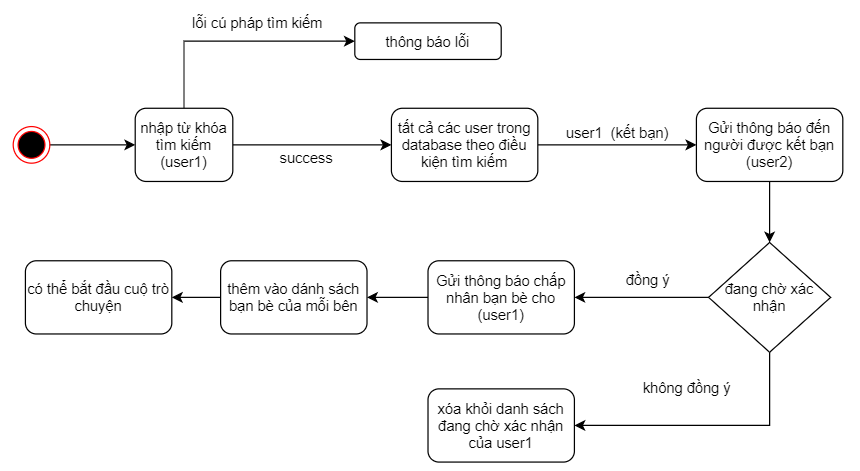 lỗi cú pháp tìm kiếm
thông báo lỗi
nhập từ khóa
tìm kiếm
(user1)
success
tất cả các user trong
database theo điều
kiện tìm kiếm
user1  (kết bạn)
Gửi thông báo đến
người được kết bạn
(user2)
đang chờ xác
nhận
đồng ý
Gửi thông báo chấp
nhân bạn bè cho
(user1)
thêm vào dánh sách
bạn bè của mỗi bên
có thể bắt đầu cuộ trò
chuyện
không đồng ý
xóa khỏi danh sách
đang chờ xác nhận
của user1